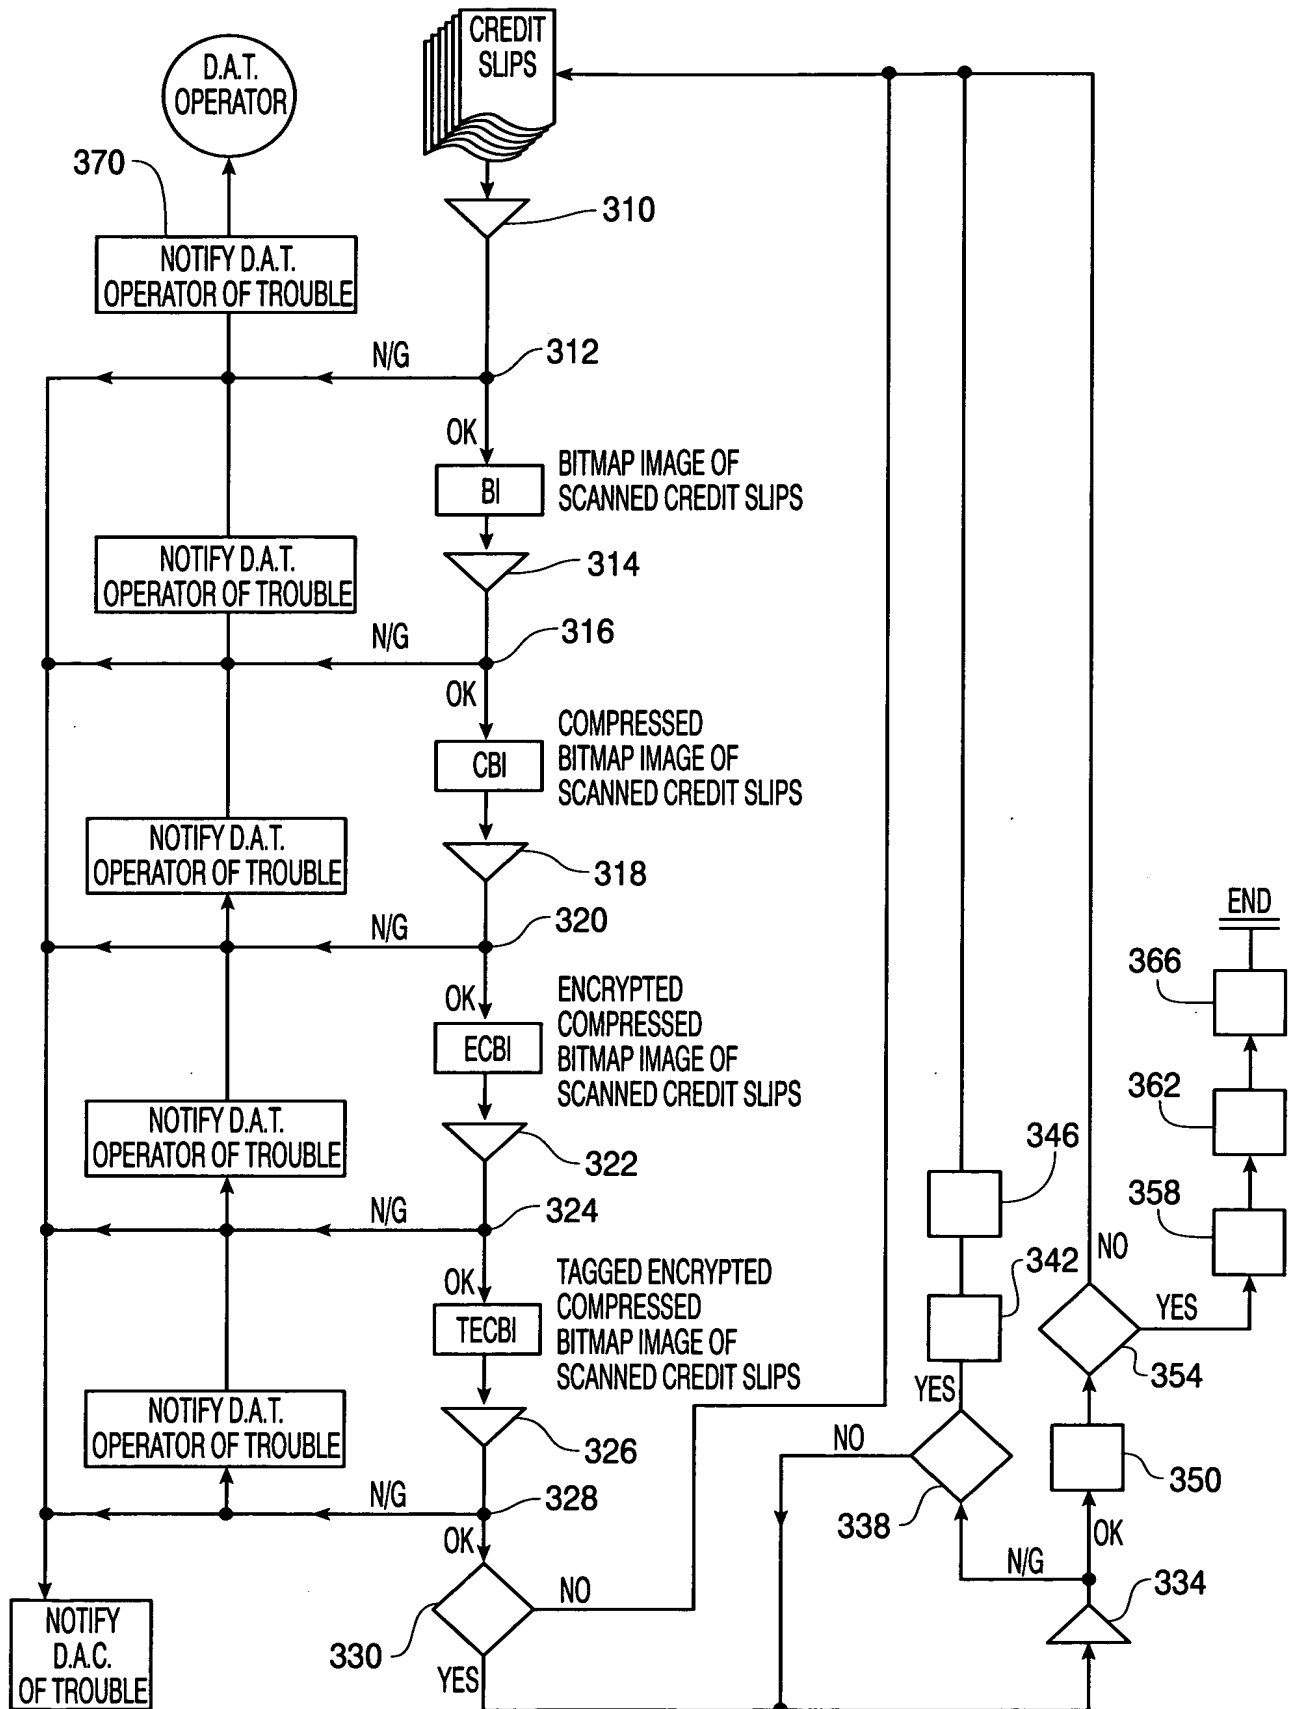 CREDIT
SLIPS
D.A.T.
OPERATOR
370
310
NOTIFY D.A.T.
OPERATOR OF TROUBLE
N/G
312
OK
BI
BITMAP IMAGE OF
SCANNED CREDIT SLIPS
NOTIFY D.A.T.
OPERATOR OF TROUBLE
314
N/G
316
OK
CBI
COMPRESSED
BITMAP IMAGE OF
SCANNED CREDIT SLIPS
NOTIFY D.A.T.
OPERATOR OF TROUBLE
318
N/G
320
OK
ECBI
ENCRYPTED
COMPRESSED
BITMAP IMAGE OF
SCANNED CREDIT SLIPS
NOTIFY D.A.T.
OPERATOR OF TROUBLE
322
N/G
324
OK
TECBI
TAGGED ENCRYPTED
COMPRESSED
BITMAP IMAGE OF
SCANNED CREDIT SLIPS
NOTIFY D.A.T.
OPERATOR OF TROUBLE
326
N/G
328
OK
NOTIFY
D.A.C.
OF TROUBLE
330
NO
YES
END
366
362
358
346
342
NO
YES
354
YES
NO
338
350
OK
N/G
334